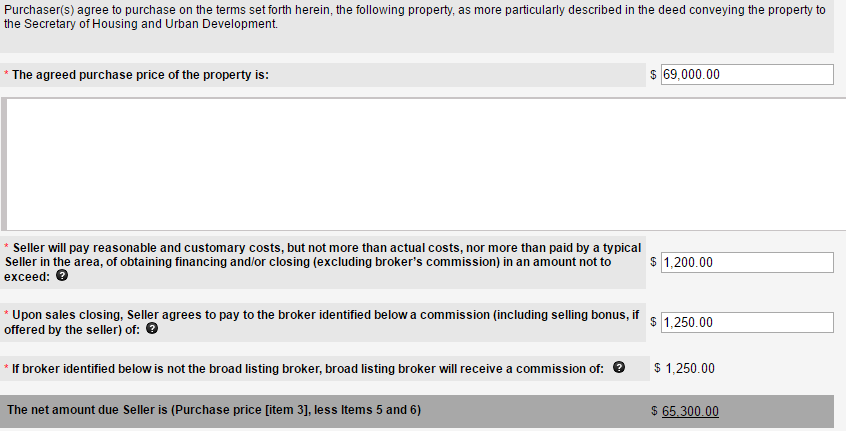 Purchaser(s) agree to purchase on the terms set forth herein, the following property, as more particularly described in the deed conveying the property to
the Secretary of Housing and Urban Development.
* The agreed purchase price of the property is: $ 69,000.00
* Seller will pay reasonable and customary costs, but not more than actual costs, nor more than paid by a typical
Seller in the area, of obtaining financing and/or closing (excluding broker's commission) in an amount not to $ 1,200.00
exceed: ?
* Upon sales closing, Seller agrees to pay to the broker identified below a commission (including selling bonus, if
offered by the seller) of: ? $ 1,250.00
* If broker identified below is not the broad listing broker, broad listing broker will receive a commission of: ? $ 1,250.00
The net amount due Seller is (Purchase price [item 3], less Items 5 and 6) $ 65.300.00